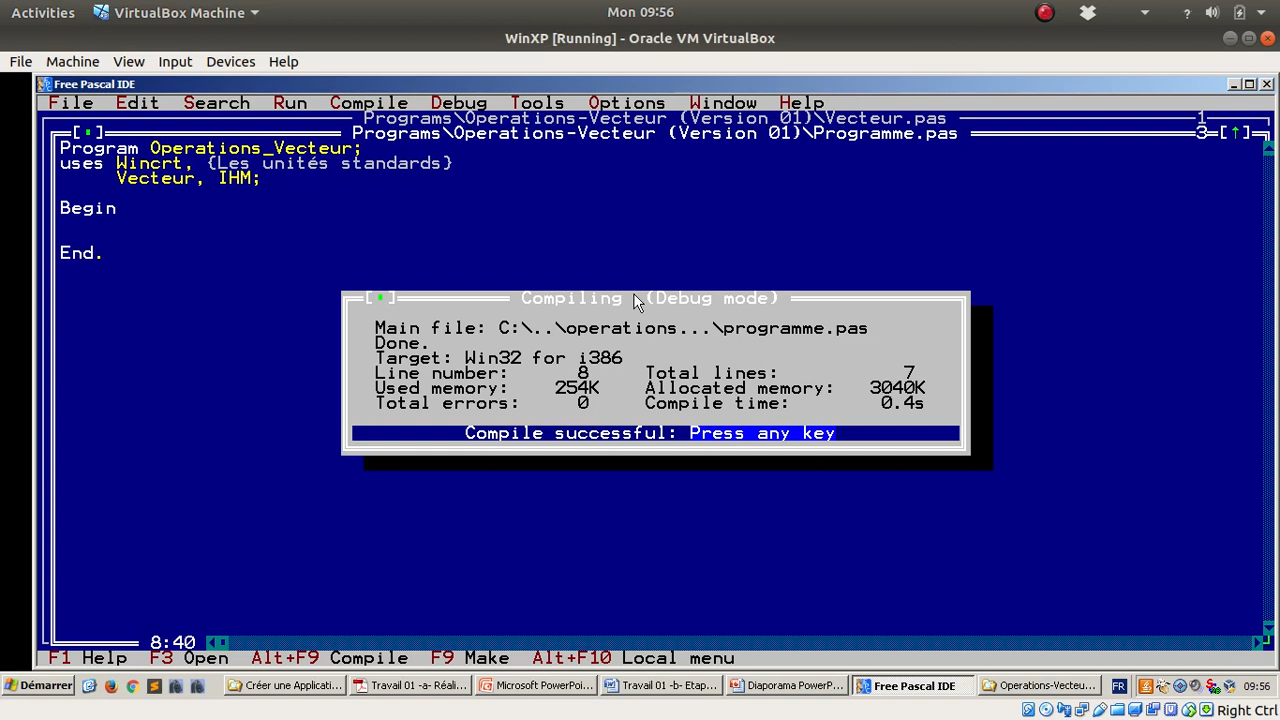 Activities VirtualBox Machine Mon 09:56
WinXP [Running] - Oracle VM VirtualBox
File Machine View Input Devices Help
Free Pascal IDE
File Edit Search Run Compile Debug Tools Options Window Help
Programs\Operations-Vecteur (Version 01)\Vecteur.pas 1
[▪] Programs\Operations-Vecteur (Version 01)\Programme.pas 3=[↑]
Program Operations_Vecteur;
uses Wincrt, {Les unités standards}
Vecteur, IHM;
Begin
End.
[▪] Compiling (Debug mode)
Main file: C:\..\operations...\programme.pas
Done.
Target: Win32 for i386
Line number: 8 Total lines: 7
Used memory: 254K Allocated memory: 3040K
Total errors: 0 Compile time: 0.4s
Compile successful: Press any key
8:40
F1 Help F3 Open Alt+F9 Compile F9 Make Alt+F10 Local menu
Démarrer Créer une Applicati... Travail 01 -a- Réali... Microsoft PowerPoi... Travail 01 -b- Etap... Diaporama PowerP... Free Pascal IDE Operations-Vecteu... FR 09:56
Right Ctrl